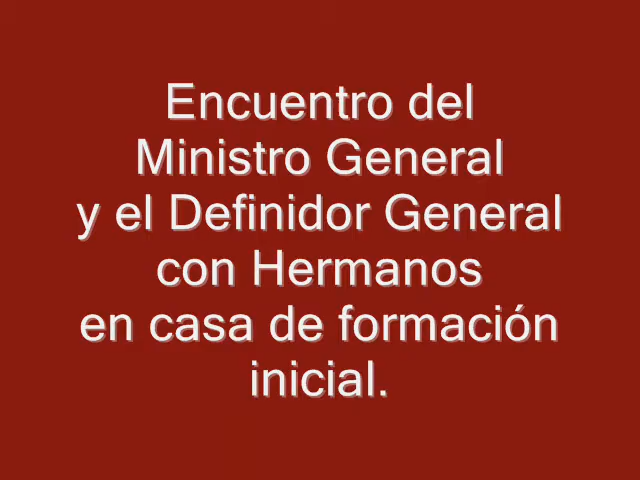 Encuentro del
Ministro General
y el Definidor General
con Hermanos
en casa de formación
inicial.